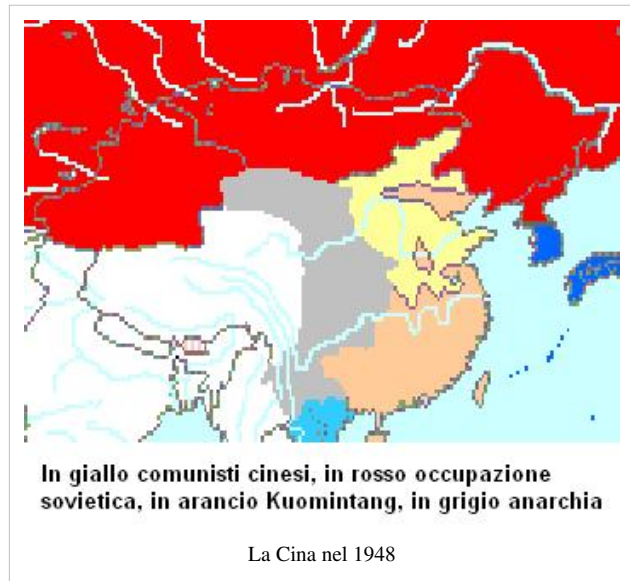 In giallo comunisti cinesi, in rosso occupazione
sovietica, in arancio Kuomintang, in grigio anarchia
La Cina nel 1948